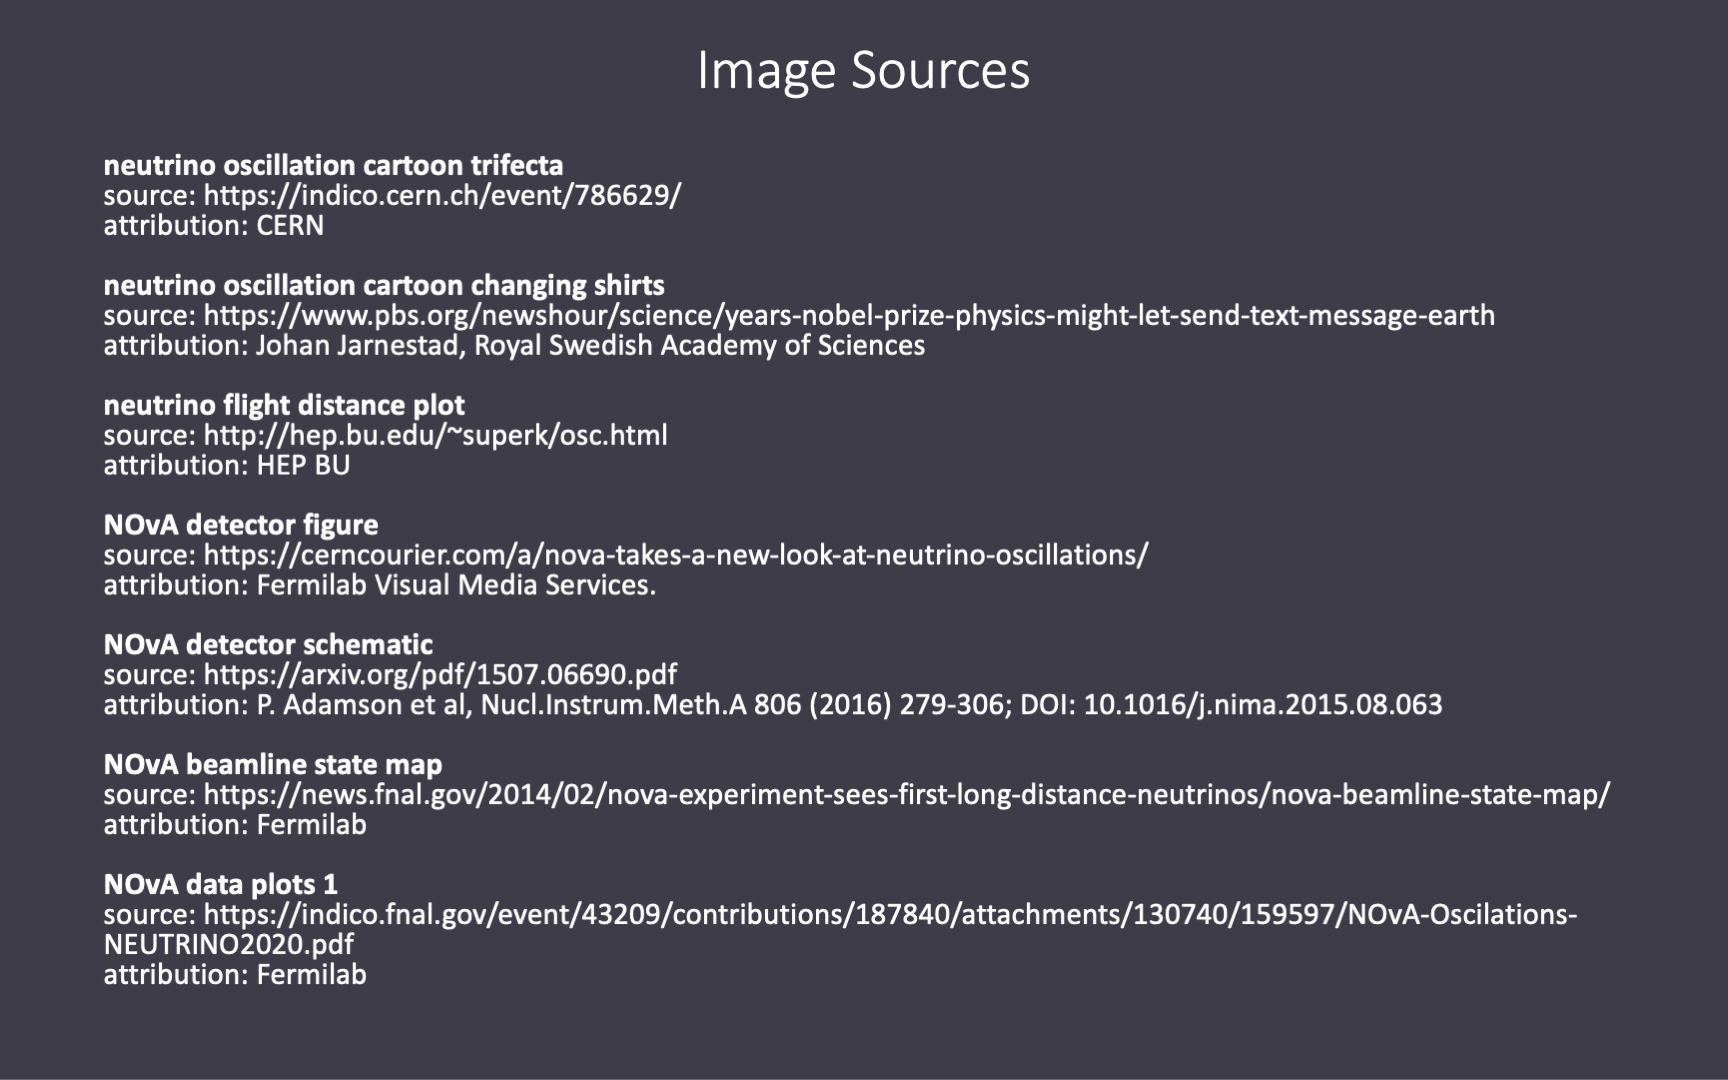 Image Sources
neutrino oscillation cartoon trifecta
source: https://indico.cern.ch/event/786629/
attribution: CERN
neutrino oscillation cartoon changing shirts
source: https://www.pbs.org/newshour/science/years-nobel-prize-physics-might-let-send-text-message-earth
attribution: Johan Jarnestad, Royal Swedish Academy of Sciences
neutrino flight distance plot
source: http://hep.bu.edu/~superk/osc.html
attribution: HEP BU
NOvA detector figure
source: https://cerncourier.com/a/nova-takes-a-new-look-at-neutrino-oscillations/
attribution: Fermilab Visual Media Services.
NOvA detector schematic
source: https://arxiv.org/pdf/1507.06690.pdf
attribution: P. Adamson et al, Nucl.Instrum.Meth.A 806 (2016) 279-306; DOI: 10.1016/j.nima.2015.08.063
NOvA beamline state map
source: https://news.fnal.gov/2014/02/nova-experiment-sees-first-long-distance-neutrinos/nova-beamline-state-map/
attribution: Fermilab
NOvA data plots 1
source: https://indico.fnal.gov/event/43209/contributions/187840/attachments/130740/159597/NOvA-Oscilations-
NEUTRINO2020.pdf
attribution: Fermilab